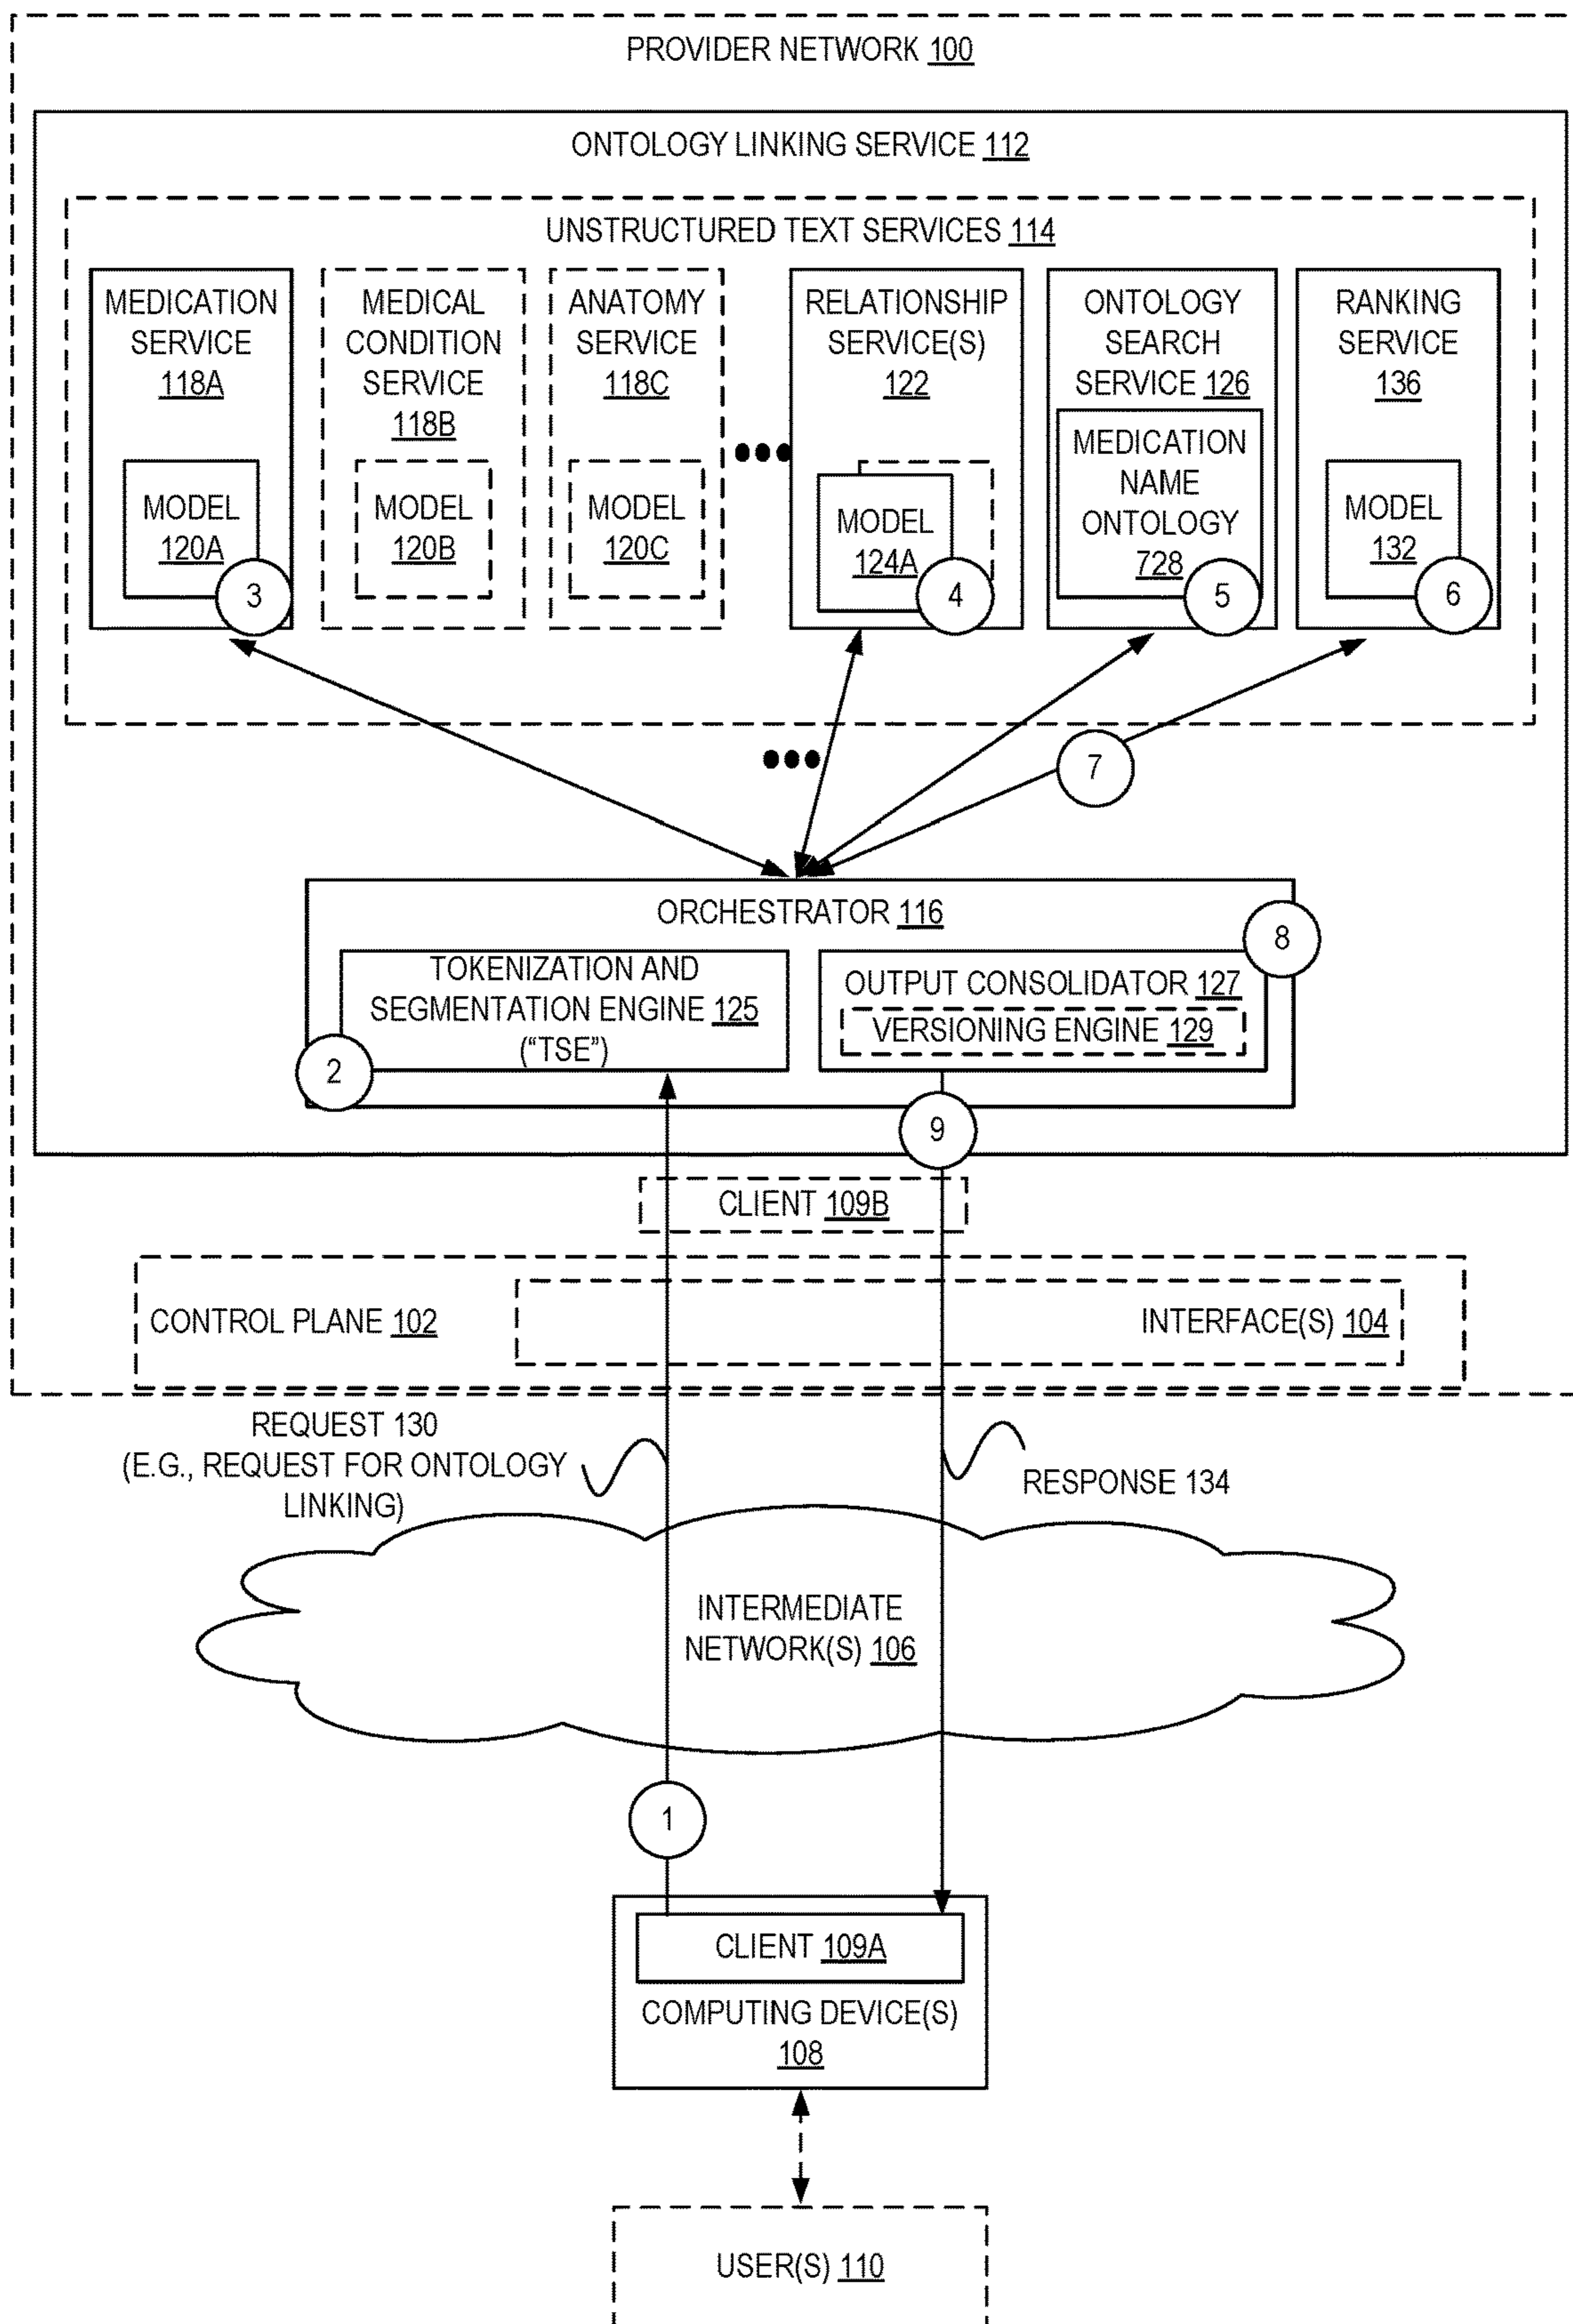 PROVIDER NETWORK 100
ONTOLOGY LINKING SERVICE 112
UNSTRUCTURED TEXT SERVICES 114
MEDICATION
SERVICE
118A
MODEL
120A
3
MEDICAL
CONDITION
SERVICE
118B
MODEL
120B
ANATOMY
SERVICE
118C
MODEL
120C
RELATIONSHIP
SERVICE(S)
122
MODEL
124A
4
ONTOLOGY
SEARCH
SERVICE 126
MEDICATION
NAME
ONTOLOGY
728
5
RANKING
SERVICE
136
MODEL
132
6
7
ORCHESTRATOR 116
8
TOKENIZATION AND
SEGMENTATION ENGINE 125
(“TSE”)
2
OUTPUT CONSOLIDATOR 127
VERSIONING ENGINE 129
9
CLIENT 109B
CONTROL PLANE 102
INTERFACE(S) 104
REQUEST 130
(E.G., REQUEST FOR ONTOLOGY
LINKING)
RESPONSE 134
INTERMEDIATE
NETWORK(S) 106
1
CLIENT 109A
COMPUTING DEVICE(S)
108
USER(S) 110